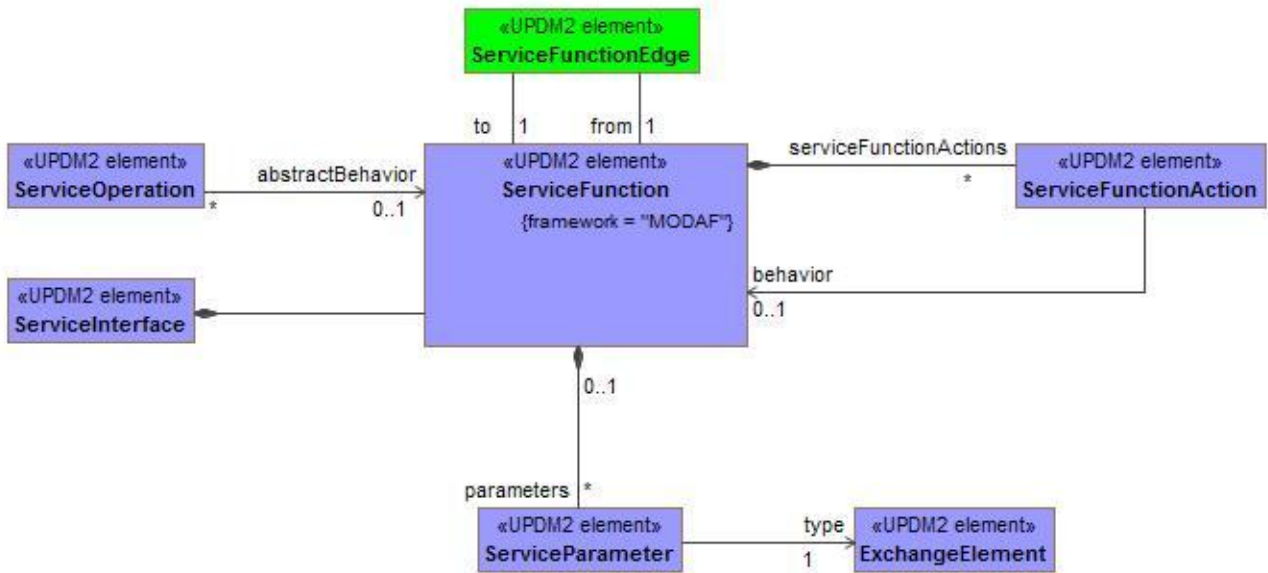 «UPDM2 element»
ServiceFunctionEdge
to 1 from 1
«UPDM2 element»
ServiceOperation
* abstractBehavior 0..1
«UPDM2 element»
ServiceFunction
{framework = "MODAF"}
serviceFunctionActions
*
«UPDM2 element»
ServiceFunctionAction
behavior
0..1
«UPDM2 element»
ServiceInterface
0..1
parameters *
«UPDM2 element»
ServiceParameter
type
1
«UPDM2 element»
ExchangeElement